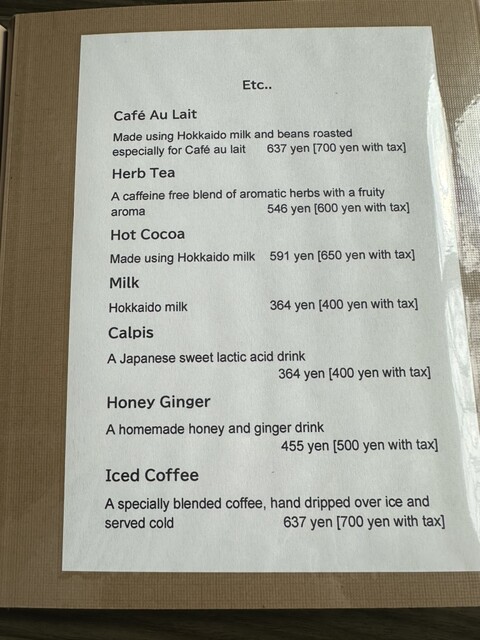 Etc..
Café Au Lait
Made using Hokkaido milk and beans roasted
especially for Café au lait 637 yen [700 yen with tax]
Herb Tea
A caffeine free blend of aromatic herbs with a fruity
aroma 546 yen [600 yen with tax]
Hot Cocoa
Made using Hokkaido milk 591 yen [650 yen with tax]
Milk
Hokkaido milk 364 yen [400 yen with tax]
Calpis
A Japanese sweet lactic acid drink
364 yen [400 yen with tax]
Honey Ginger
A homemade honey and ginger drink
455 yen [500 yen with tax]
Iced Coffee
A specially blended coffee, hand dripped over ice and
served cold 637 yen [700 yen with tax]